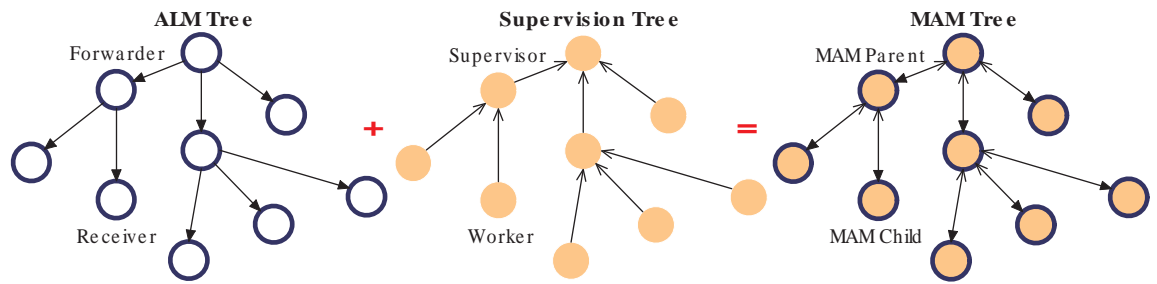 ALM Tree
Supervision Tree
MAM Tree
Forwarder
Supervisor
MAM Parent
+
=
Receiver
Worker
MAM Child